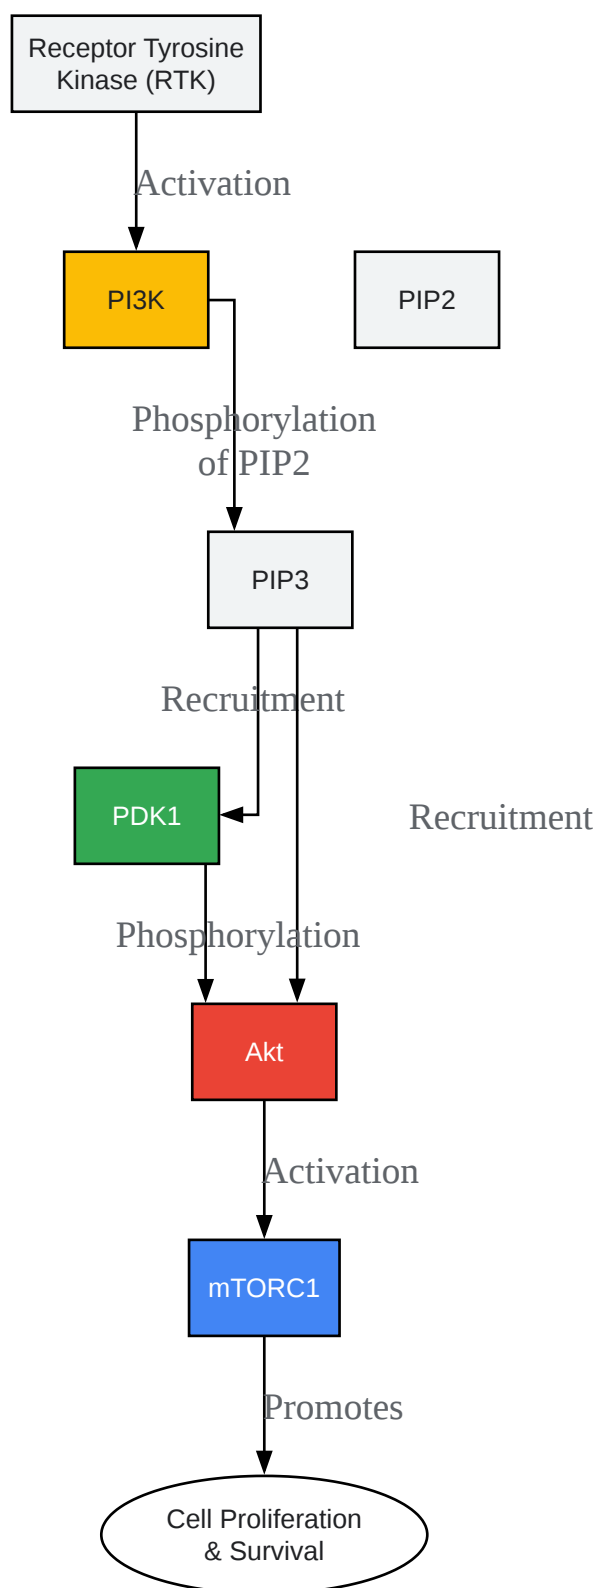 Receptor Tyrosine
Kinase (RTK)
Activation
PI3K
PIP2
Phosphorylation
of PIP2
PIP3
Recruitment
PDK1
Recruitment
Phosphorylation
Akt
Activation
mTORC1
Promotes
Cell Proliferation
& Survival